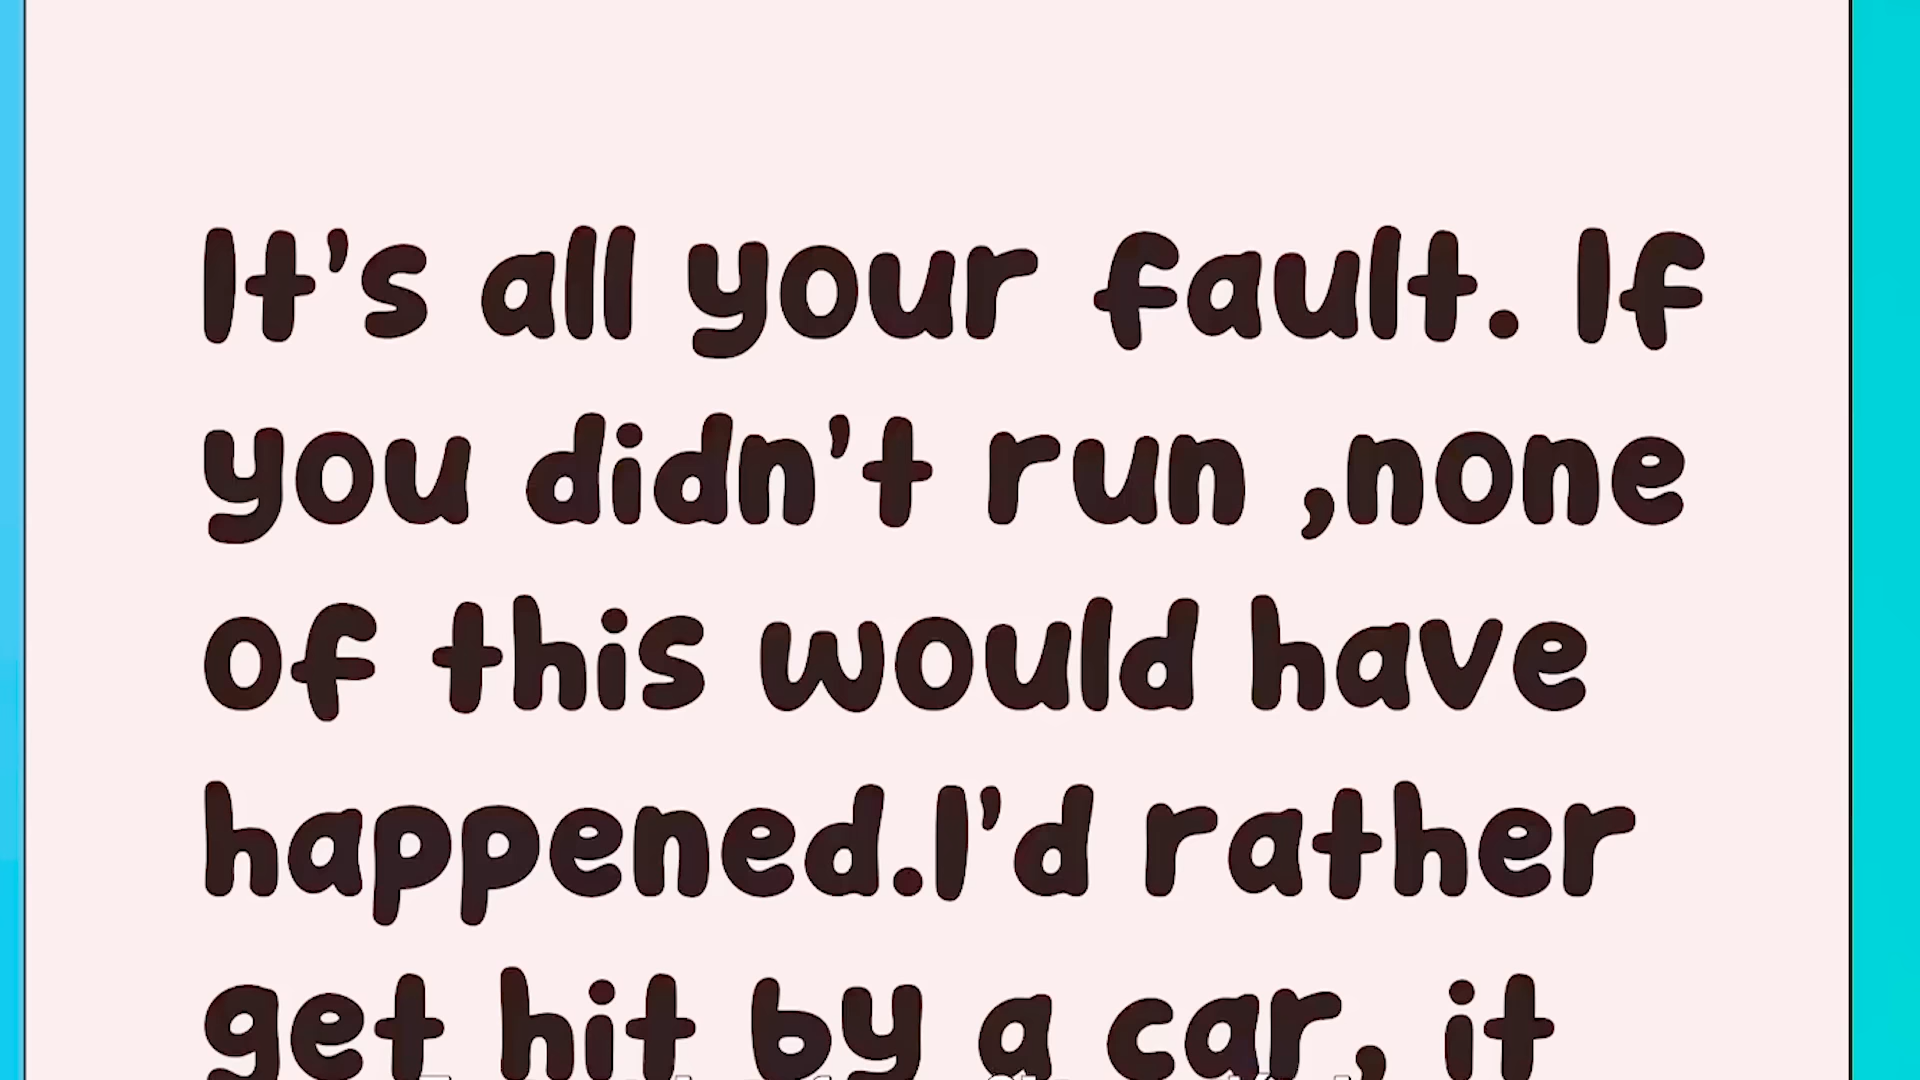 It's all your fault. If
you didn't run ,none
of this would have
happened.I'd rather
get hit by a car, it